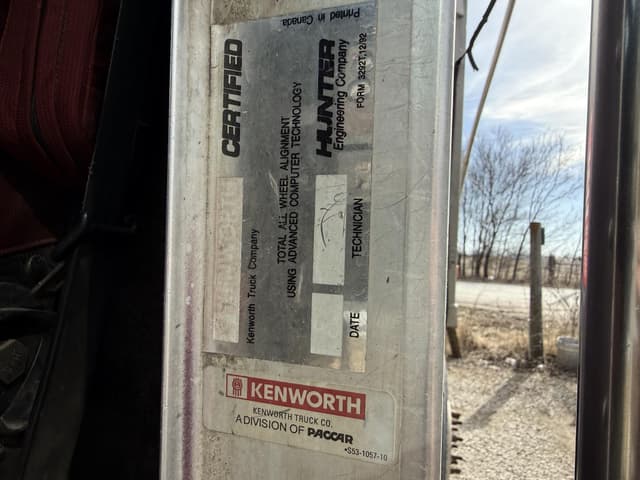 CERTIFIED
Kenworth Truck Company
TOTAL ALL WHEEL ALIGNMENT
USING ADVANCED COMPUTER TECHNOLOGY
HUNTER
Engineering Company
DATE
TECHNICIAN
FORM 3292T,12/92
Printed in Canada
KENWORTH
KENWORTH TRUCK CO.
A DIVISION OF PACCAR
•S53-1057-10